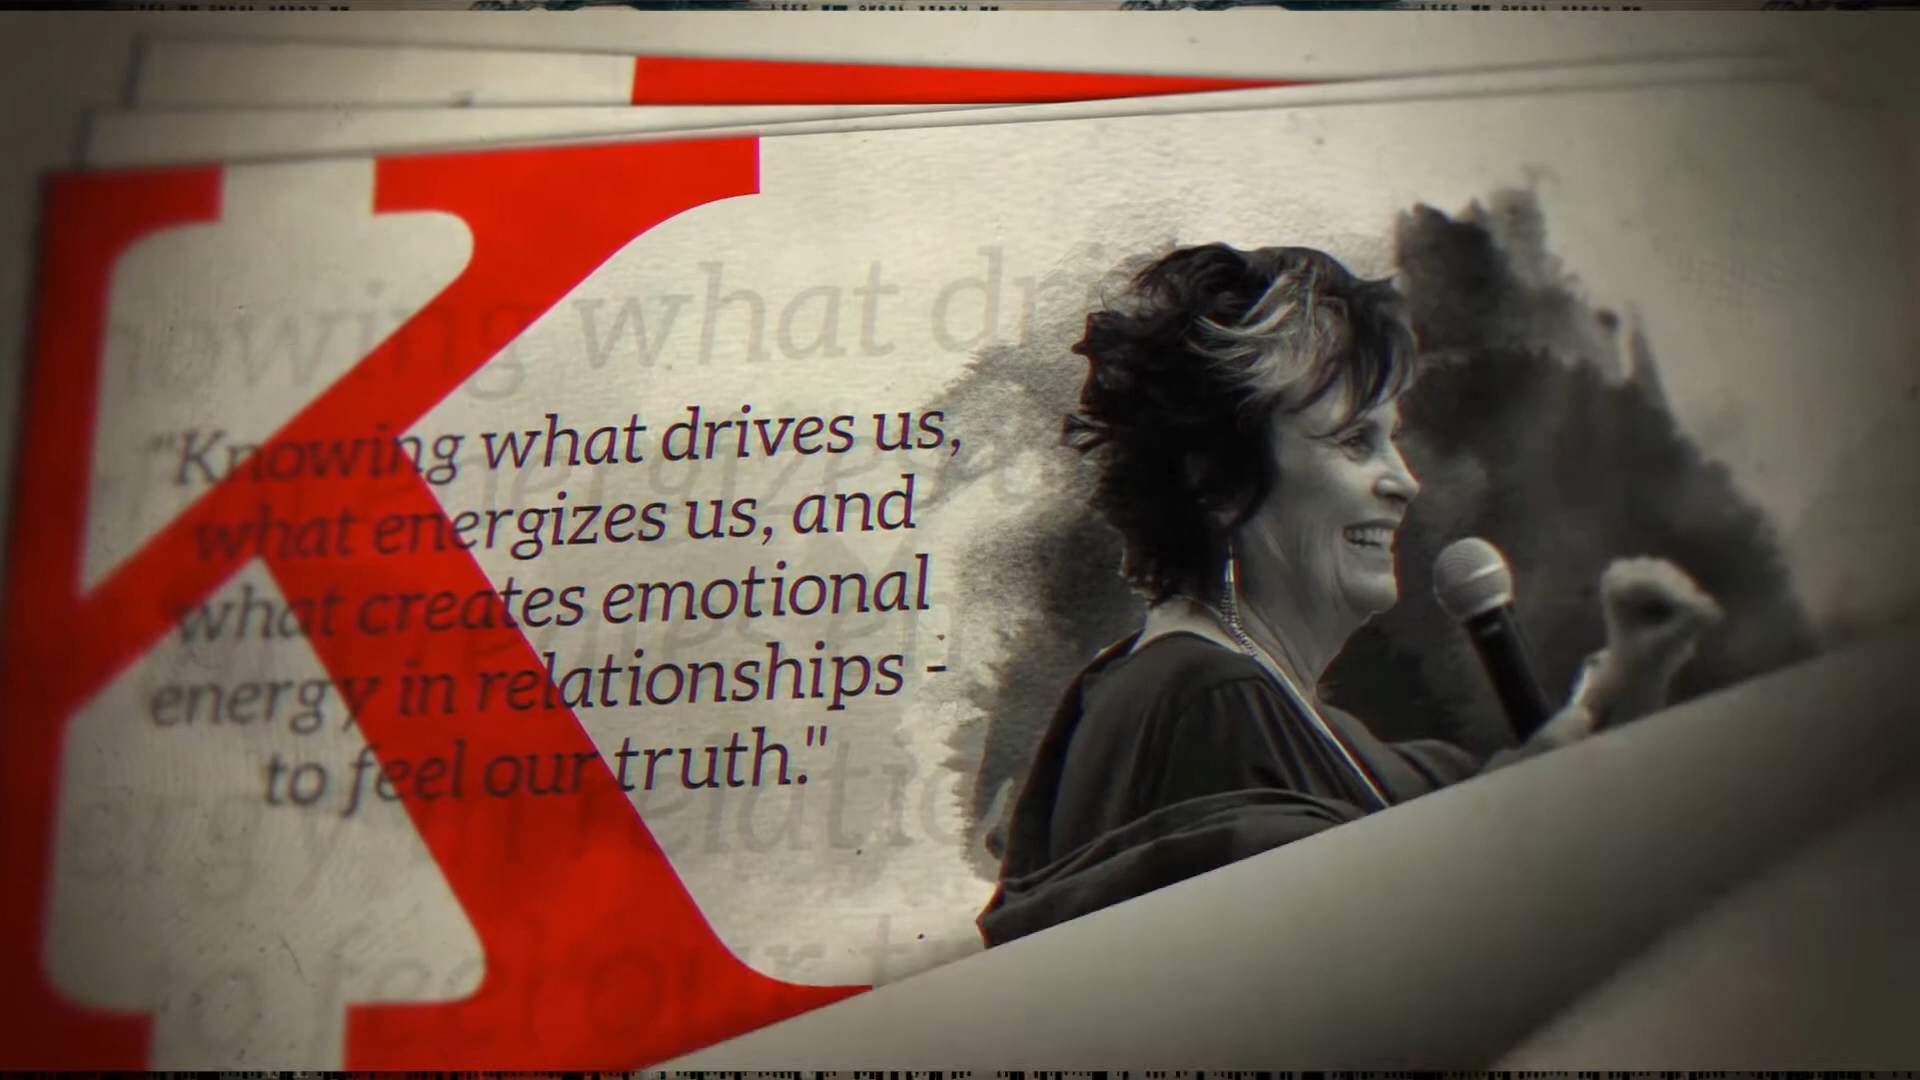 K
"Knowing what drives us,
what energizes us, and
what creates emotional
energy in relationships -
to feel our truth."